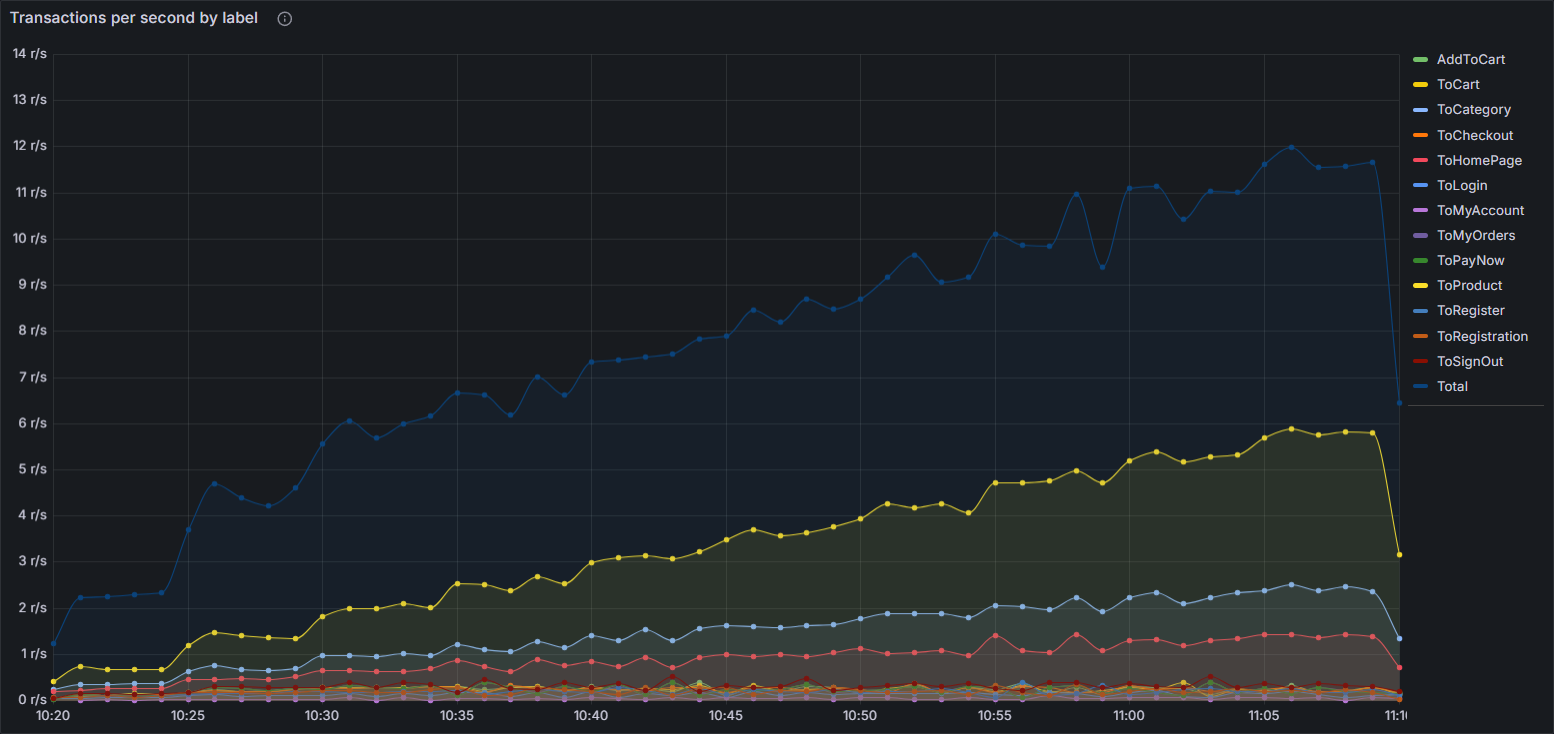 Transactions per second by label
14 r/s
13 r/s
12 r/s
11 r/s
10 r/s
9 r/s
8 r/s
7 r/s
6 r/s
5 r/s
4 r/s
3 r/s
2 r/s
1 r/s
0 r/s
10:20 10:25 10:30 10:35 10:40 10:45 10:50 10:55 11:00 11:05
AddToCart
ToCart
ToCategory
ToCheckout
ToHomePage
ToLogin
ToMyAccount
ToMyOrders
ToPayNow
ToProduct
ToRegister
ToRegistration
ToSignOut
Total